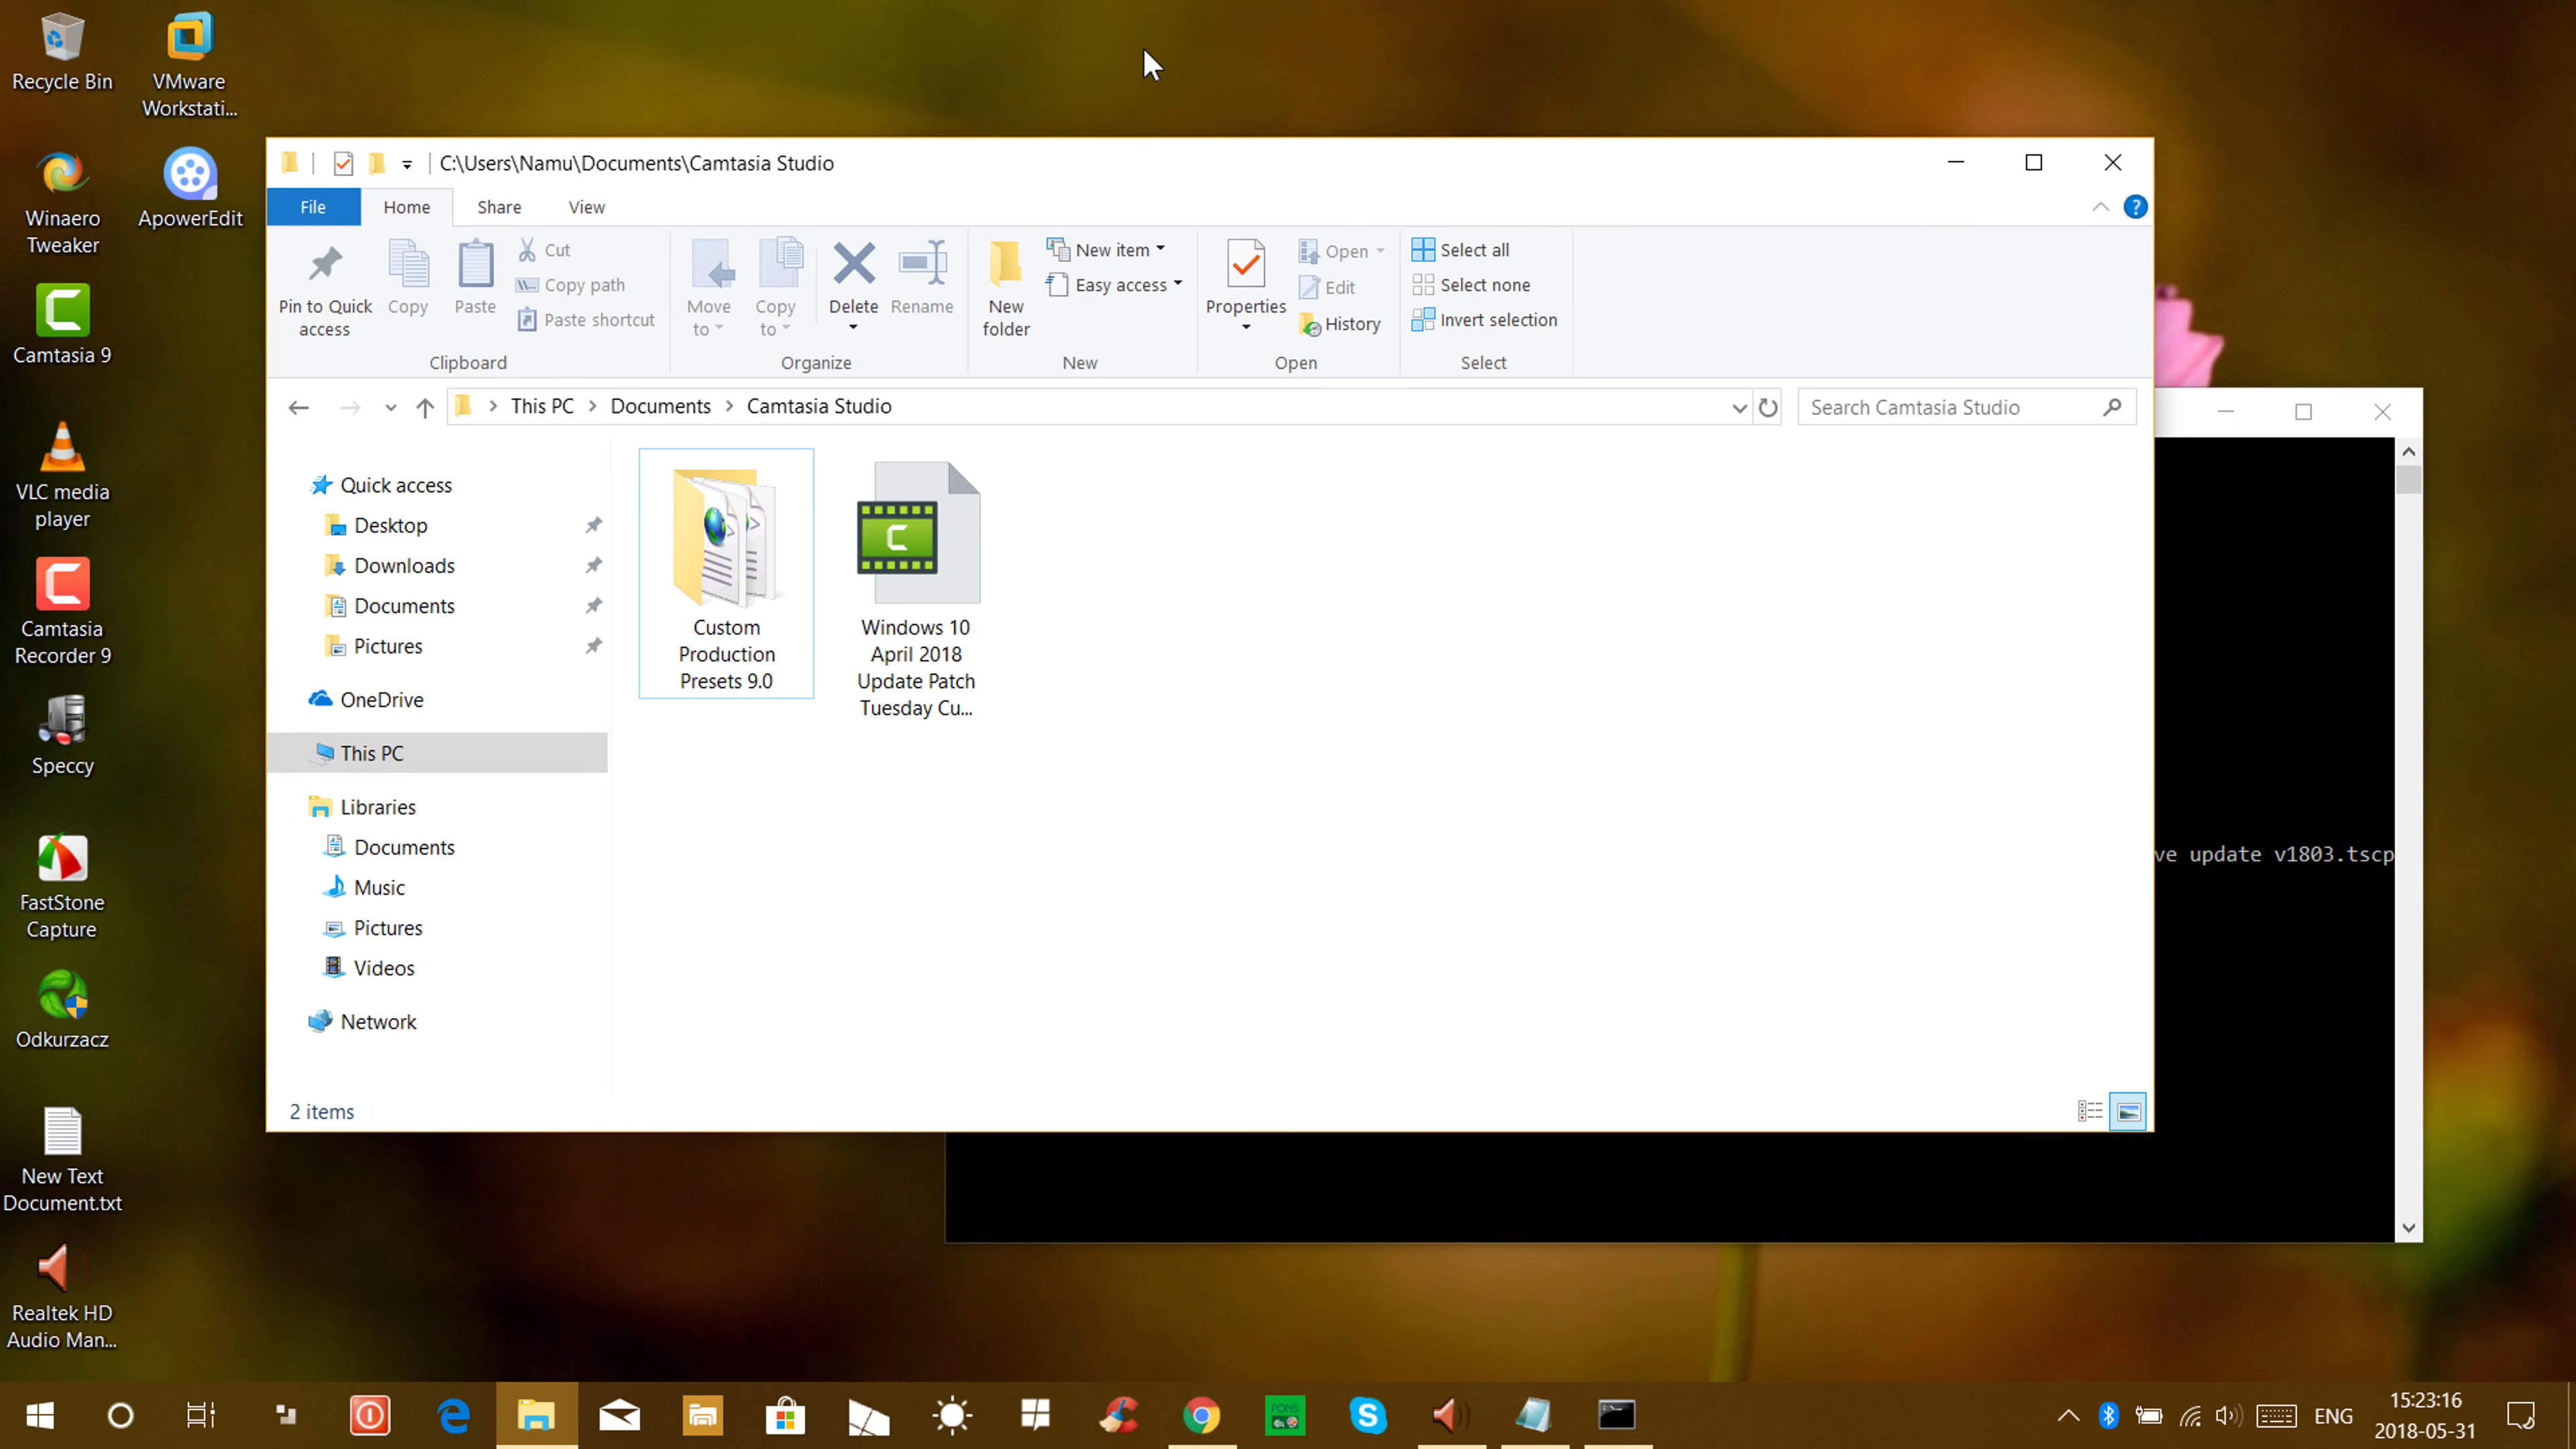 Recycle Bin
VMware
Workstati...
Winaero
Tweaker
ApowerEdit
Camtasia 9
VLC media
player
Camtasia
Recorder 9
Speccy
FastStone
Capture
Odkurzacz
New Text
Document.txt
Realtek HD
Audio Man...
C:\Users\Namu\Documents\Camtasia Studio
File Home Share View
Pin to Quick
access
Copy
Paste
Cut
Copy path
Paste shortcut
Clipboard
Move
to
Copy
to
Delete
Rename
Organize
New
folder
New item
Easy access
New
Properties
Open
Edit
History
Open
Select all
Select none
Invert selection
Select
This PC > Documents > Camtasia Studio
Search Camtasia Studio
Quick access
Desktop
Downloads
Documents
Pictures
OneDrive
This PC
Libraries
Documents
Music
Pictures
Videos
Network
Custom
Production
Presets 9.0
Windows 10
April 2018
Update Patch
Tuesday Cu...
2 items
ve update v1803.tscp
PONS
ENG
15:23:16
2018-05-31